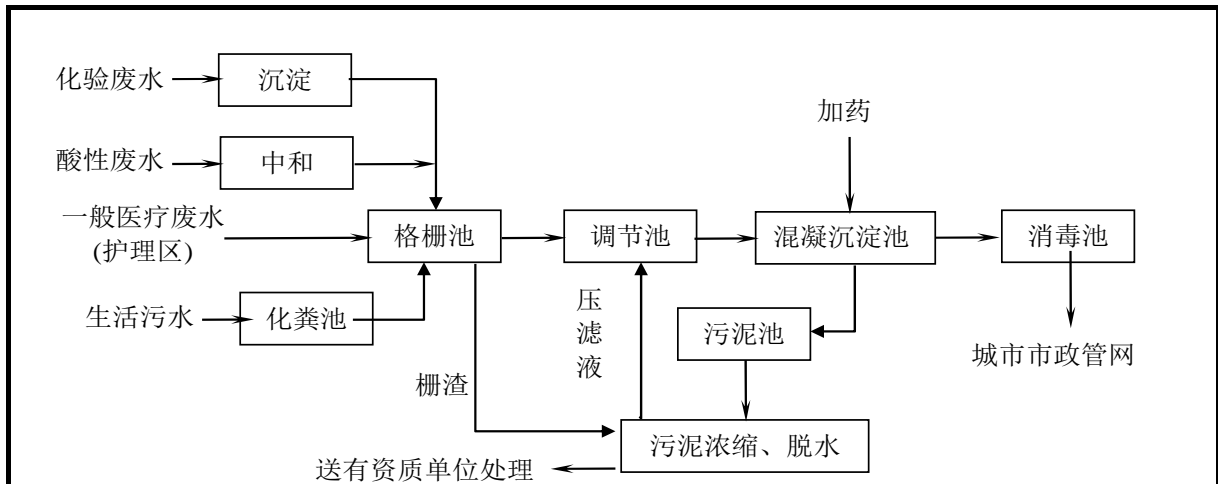 化验废水
沉淀
加药
酸性废水
中和
一般医疗废水
(护理区)
格栅池
调节池
混凝沉淀池
消毒池
生活污水
化粪池
压滤液
污泥池
城市市政管网
栅渣
污泥浓缩、脱水
送有资质单位处理